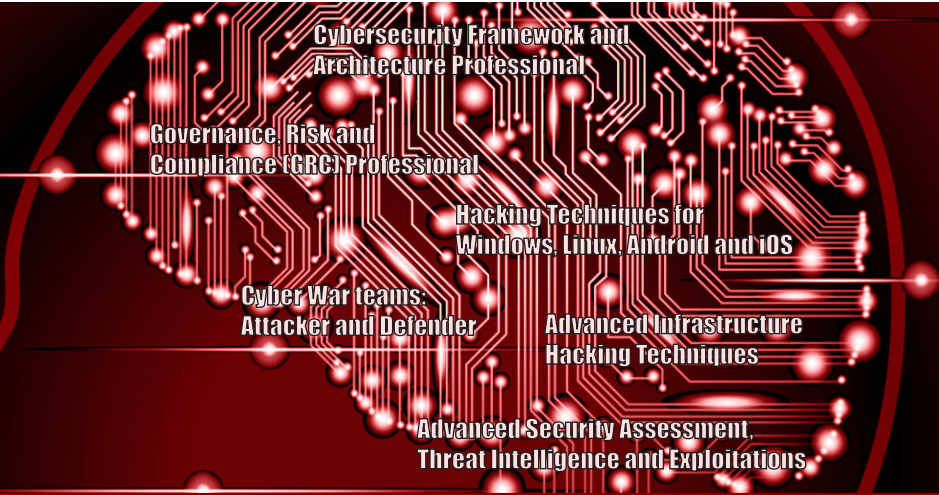 Cybersecurity Framework and
Architecture Professional
Governance, Risk and
Compliance (GRC) Professional
Hacking Techniques for
Windows, Linux, Android and iOS
Cyber War teams:
Attacker and Defender
Advanced Infrastructure
Hacking Techniques
Advanced Security Assessment,
Threat Intelligence and Exploitations